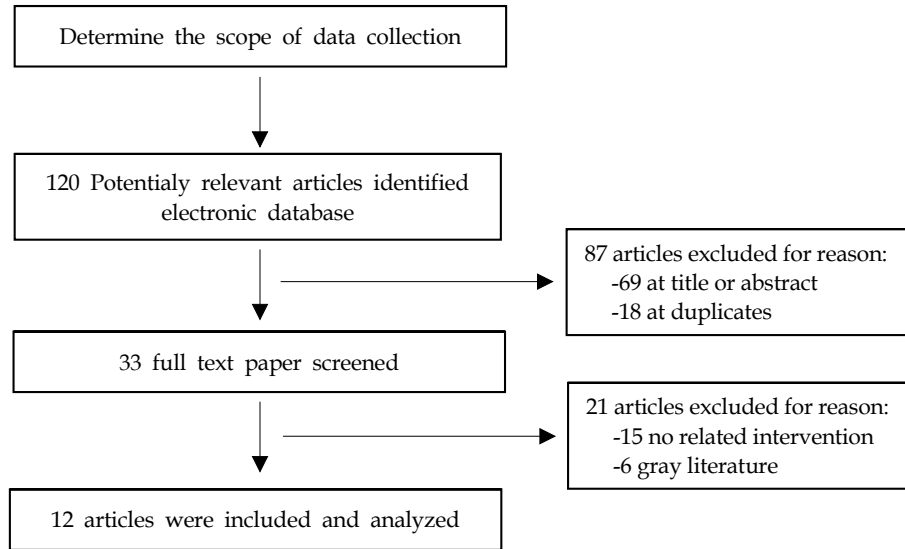 Determine the scope of data collection
120 Potentialy relevant articles identified
electronic database
87 articles excluded for reason:
-69 at title or abstract
-18 at duplicates
33 full text paper screened
21 articles excluded for reason:
-15 no related intervention
-6 gray literature
12 articles were included and analyzed